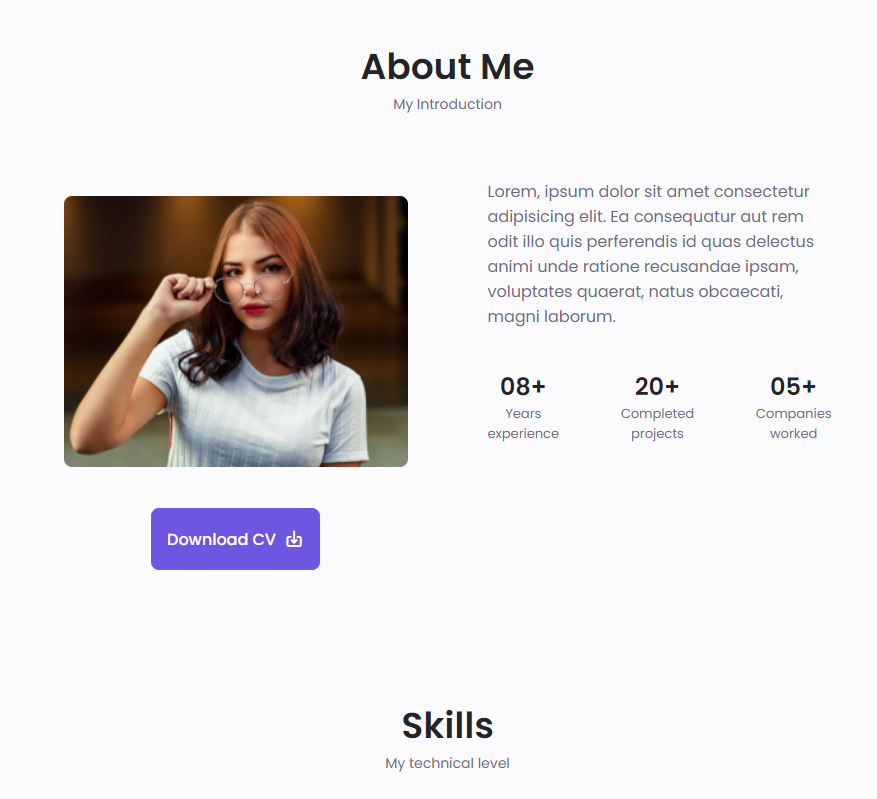 About Me
My Introduction
Lorem, ipsum dolor sit amet consectetur
adipisicing elit. Ea consequatur aut rem
odit illo quis perferendis id quas delectus
animi unde ratione recusandae ipsam,
voluptates quaerat, natus obcaecati,
magni laborum.
08+
Years
experience
20+
Completed
projects
05+
Companies
worked
Download CV
Skills
My technical level